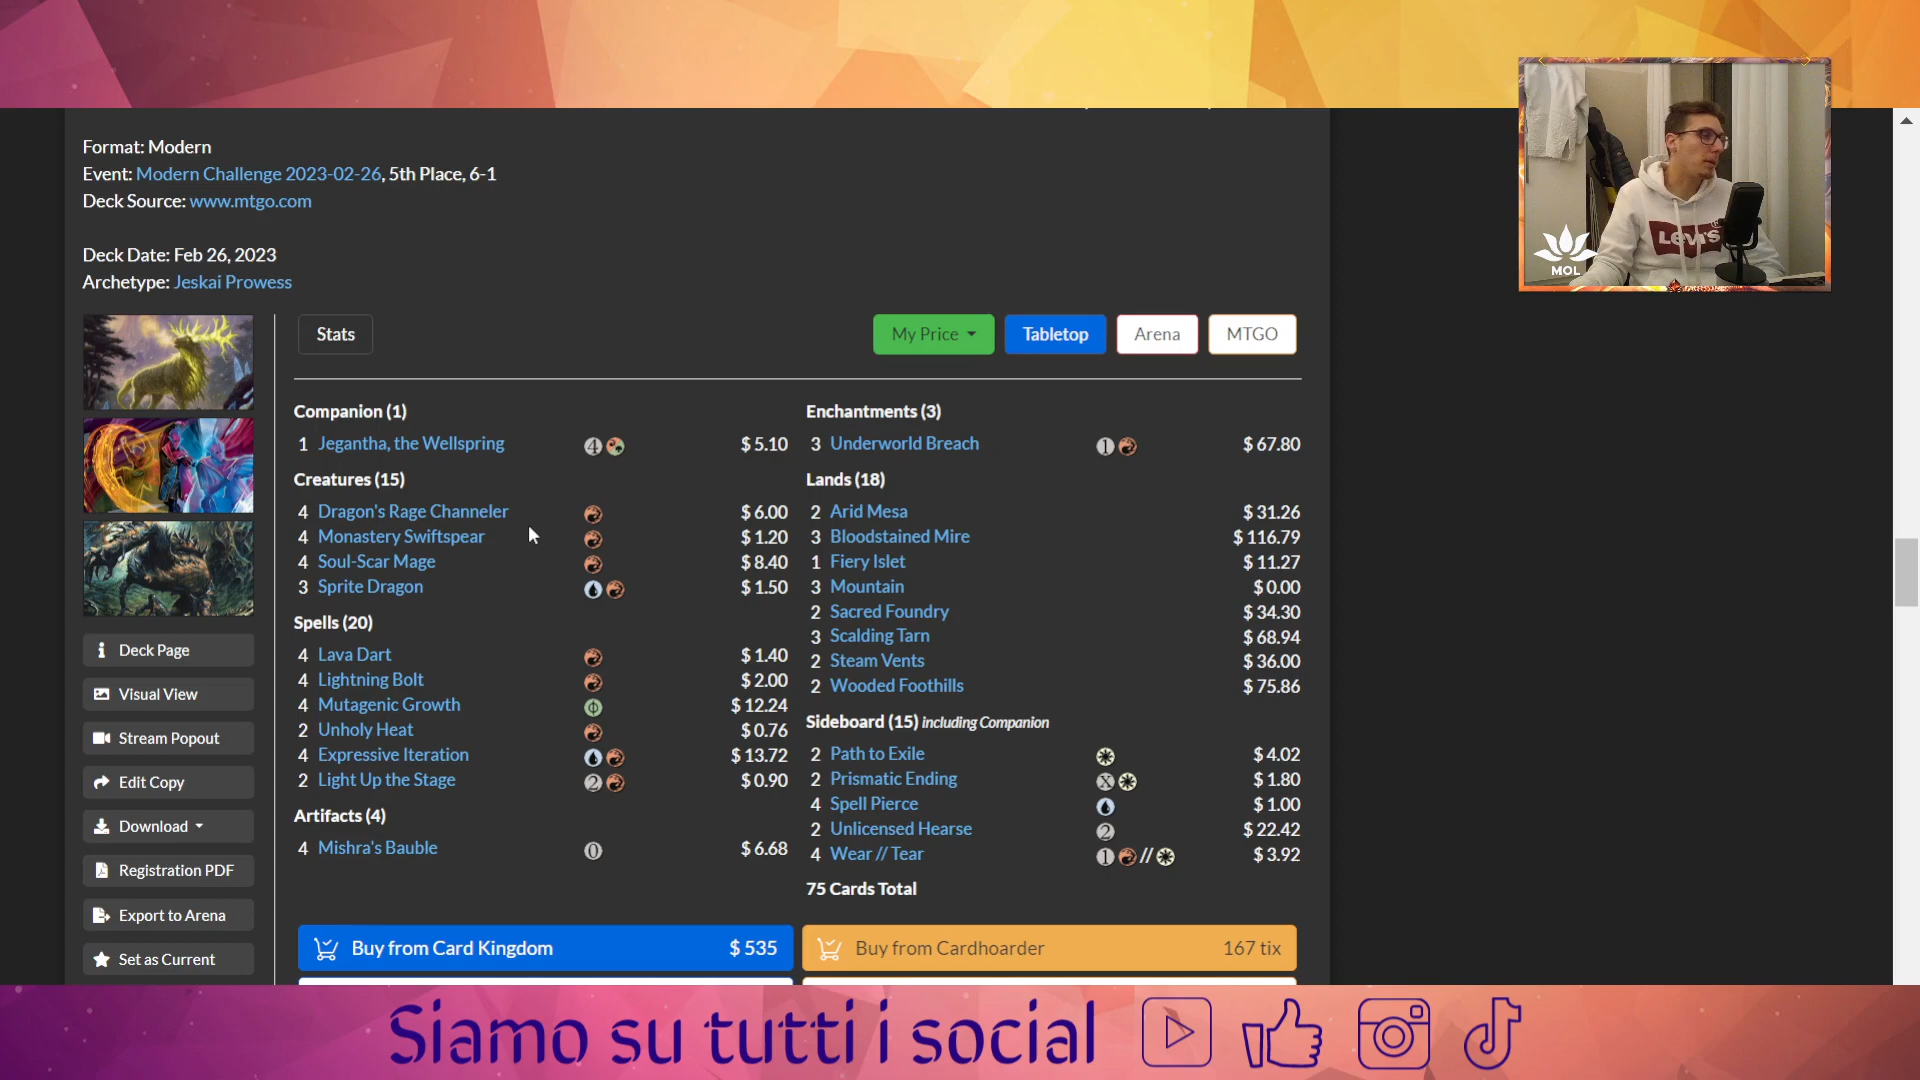 Format: Modern
Event: Modern Challenge 2023-02-26, 5th Place, 6-1
Deck Source: www.mtgo.com
Deck Date: Feb 26, 2023
Archetype: Jeskai Prowess
Stats
My Price
Tabletop
Arena
MTGO
Companion (1)
1 Jegantha, the Wellspring 4 $ 5.10
Creatures (15)
4 Dragon's Rage Channeler $ 6.00
4 Monastery Swiftspear $ 1.20
4 Soul-Scar Mage $ 8.40
3 Sprite Dragon $ 1.50
Spells (20)
4 Lava Dart $ 1.40
4 Lightning Bolt $ 2.00
4 Mutagenic Growth $ 12.24
2 Unholy Heat $ 0.76
4 Expressive Iteration $ 13.72
2 Light Up the Stage 2 $ 0.90
Artifacts (4)
4 Mishra's Bauble 0 $ 6.68
Enchantments (3)
3 Underworld Breach 1 $ 67.80
Lands (18)
2 Arid Mesa $ 31.26
3 Bloodstained Mire $ 116.79
1 Fiery Islet $ 11.27
3 Mountain $ 0.00
2 Sacred Foundry $ 34.30
3 Scalding Tarn $ 68.94
2 Steam Vents $ 36.00
2 Wooded Foothills $ 75.86
Sideboard (15) including Companion
2 Path to Exile $ 4.02
2 Prismatic Ending X $ 1.80
4 Spell Pierce $ 1.00
2 Unlicensed Hearse 2 $ 22.42
4 Wear // Tear 1 // $ 3.92
75 Cards Total
Deck Page
Visual View
Stream Popout
Edit Copy
Download
Registration PDF
Export to Arena
Set as Current
Buy from Card Kingdom $ 535
Buy from Cardhoarder 167 tix
LEVI'S
MOL
Siamo su tutti i social